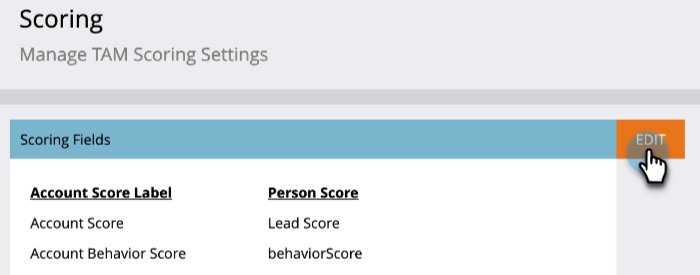 Scoring
Manage TAM Scoring Settings
Scoring Fields EDIT
Account Score Label Person Score
Account Score Lead Score
Account Behavior Score behaviorScore